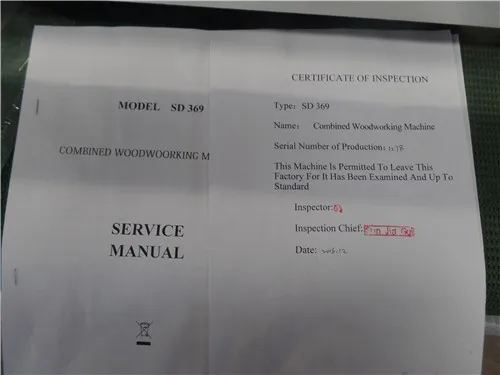 MODEL SD 369
COMBINED WOODWOORKING M
SERVICE
MANUAL
CERTIFICATE OF INSPECTION
Type: SD 369
Name: Combined Woodworking Machine
Serial Number of Production:
This Machine Is Permitted To Leave This
Factory For It Has Been Examined And Up To
Standard
Inspector:
Inspection Chief:
Date: